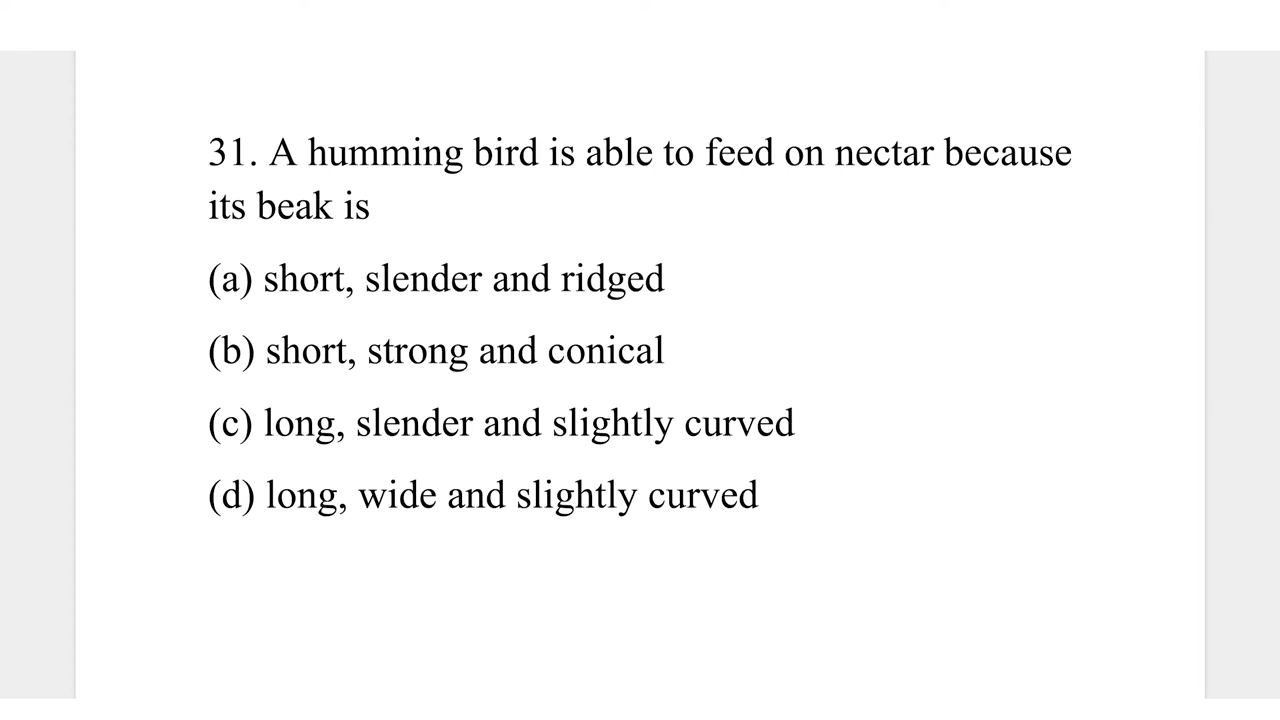 31. A humming bird is able to feed on nectar because
its beak is
(a) short, slender and ridged
(b) short, strong and conical
(c) long, slender and slightly curved
(d) long, wide and slightly curved